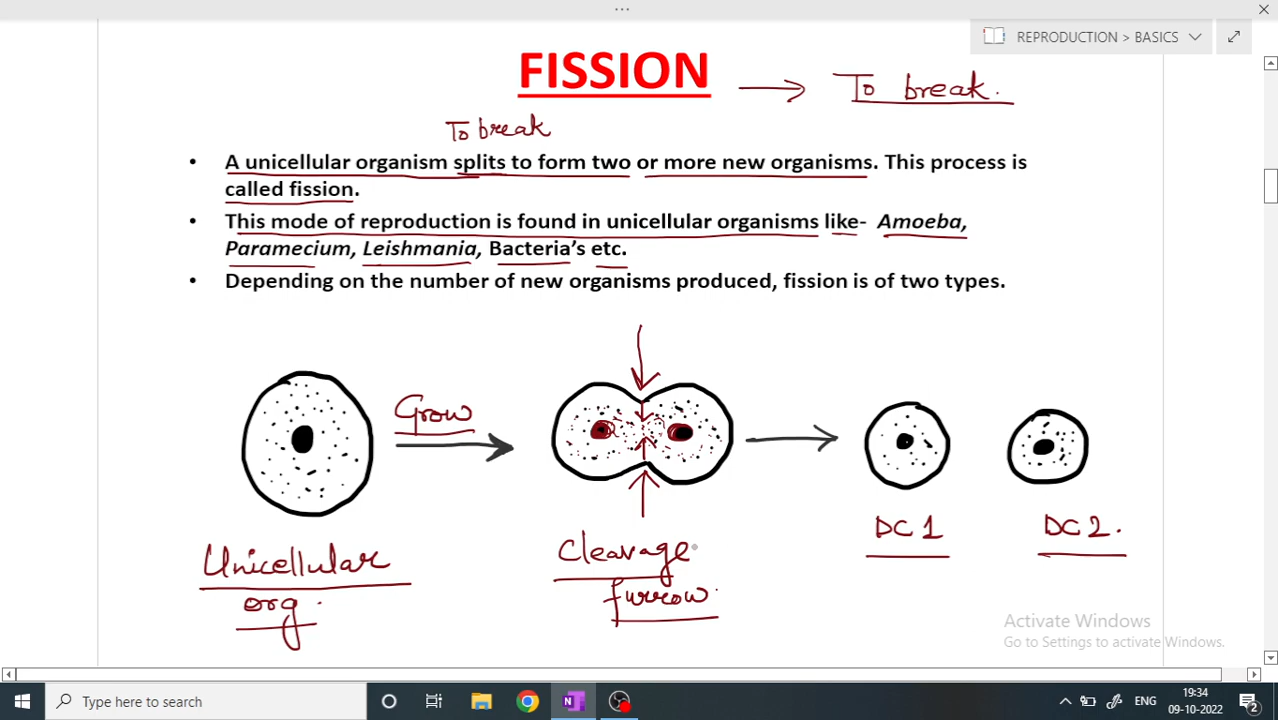 REPRODUCTION > BASICS
FISSION → To break.
To break
• A unicellular organism splits to form two or more new organisms. This process is
called fission.
• This mode of reproduction is found in unicellular organisms like- Amoeba,
Paramecium, Leishmania, Bacteria's etc.
• Depending on the number of new organisms produced, fission is of two types.
Grow
Unicellular
org.
Cleavage
furrow.
DC 1
DC 2.
Activate Windows
Go to Settings to activate Windows.
Type here to search
ENG
19:34
09-10-2022
2